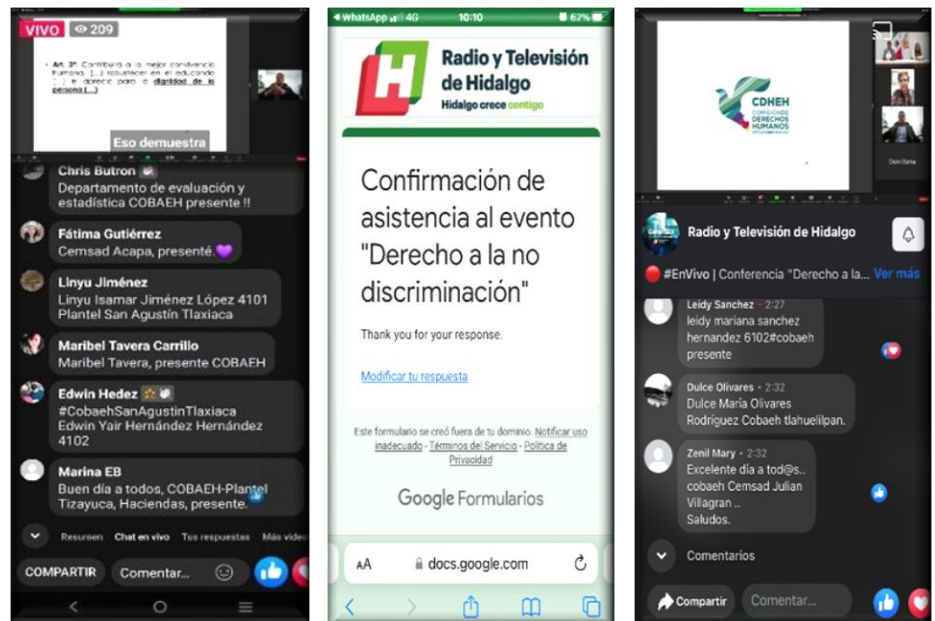 VIVO 209
Art. 3º: Contribuirá a la mejor convivencia
humana, [...] robustecer en el educando
[...] el aprecio para la dignidad de la
persona [...]
Eso demuestra
Chris Butron
Departamento de evaluación y
estadística COBAEH presente !!
Fátima Gutiérrez
Cemsad Acapa, presenté.
Linyu Jiménez
Linyu Isamar Jiménez López 4101
Plantel San Agustín Tlaxiaca
Maribel Tavera Carrillo
Maribel Tavera, presente COBAEH
Edwin Hedez
#CobaehSanAgustinTlaxiaca
Edwin Yair Hernández Hernández
4102
Marina EB
Buen día a todos, COBAEH-Plantel
Tizayuca, Haciendas, presente.
Resumen Chat en vivo Tus respuestas Más video
COMPARTIR Comentar...
WhatsApp 4G 10:10 62%
H
Radio y Televisión
de Hidalgo
Hidalgo crece contigo
Confirmación de
asistencia al evento
"Derecho a la no
discriminación"
Thank you for your response.
Modificar tu respuesta
Este formulario se creó fuera de tu dominio. Notificar uso
inadecuado - Términos del Servicio - Política de
Privacidad
Google Formularios
AA docs.google.com
CDHEH
COMISIÓN DE
DERECHOS
HUMANOS
Radio y Televisión de Hidalgo
#EnVivo | Conferencia "Derecho a la... Ver más
Leidy Sanchez · 2:27
leidy mariana sanchez
hernandez 6102#cobaeh
presente
Dulce Olivares · 2:32
Dulce María Olivares
Rodríguez Cobaeh tlahuelilpan.
Zenil Mary · 2:32
Excelente día a tod@s..
cobaeh Cemsad Julian
Villagran ..
Saludos.
Comentarios
Compartir Comentar...